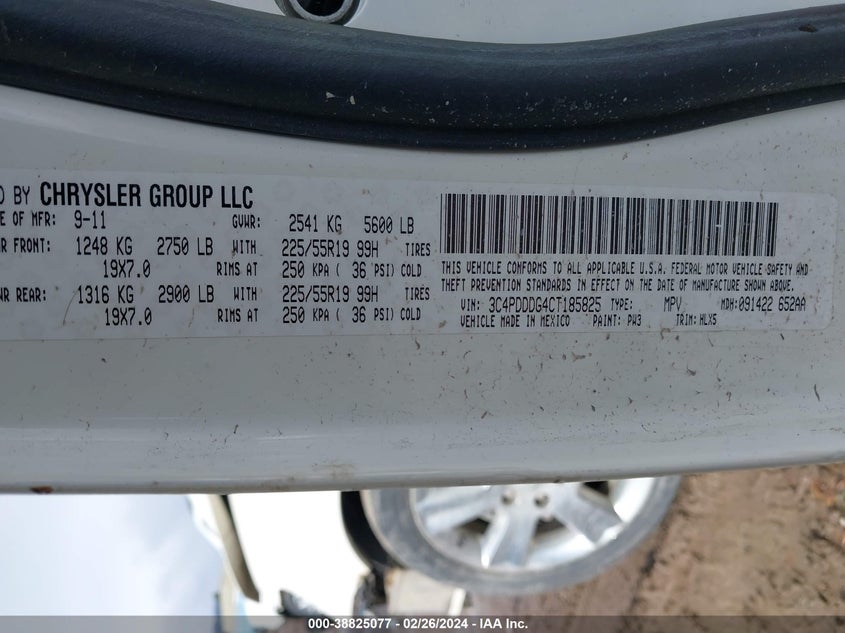 D BY CHRYSLER GROUP LLC
E OF MFR: 9-11 GVWR: 2541 KG 5600 LB
R FRONT: 1248 KG 2750 LB WITH 225/55R19 99H TIRES
19X7.0 RIMS AT 250 KPA ( 36 PSI) COLD
WR REAR: 1316 KG 2900 LB WITH 225/55R19 99H TIRES
19X7.0 RIMS AT 250 KPA ( 36 PSI) COLD
THIS VEHICLE CONFORMS TO ALL APPLICABLE U.S.A. FEDERAL MOTOR VEHICLE SAFETY AND
THEFT PREVENTION STANDARDS IN EFFECT ON THE DATE OF MANUFACTURE SHOWN ABOVE.
VIN: 3C4PDDDG4CT185825 TYPE: MPV MDH:091422 652AA
VEHICLE MADE IN MEXICO PAINT: PW3 TRIM: HLX5
000-38825077 - 02/26/2024 - IAA Inc.